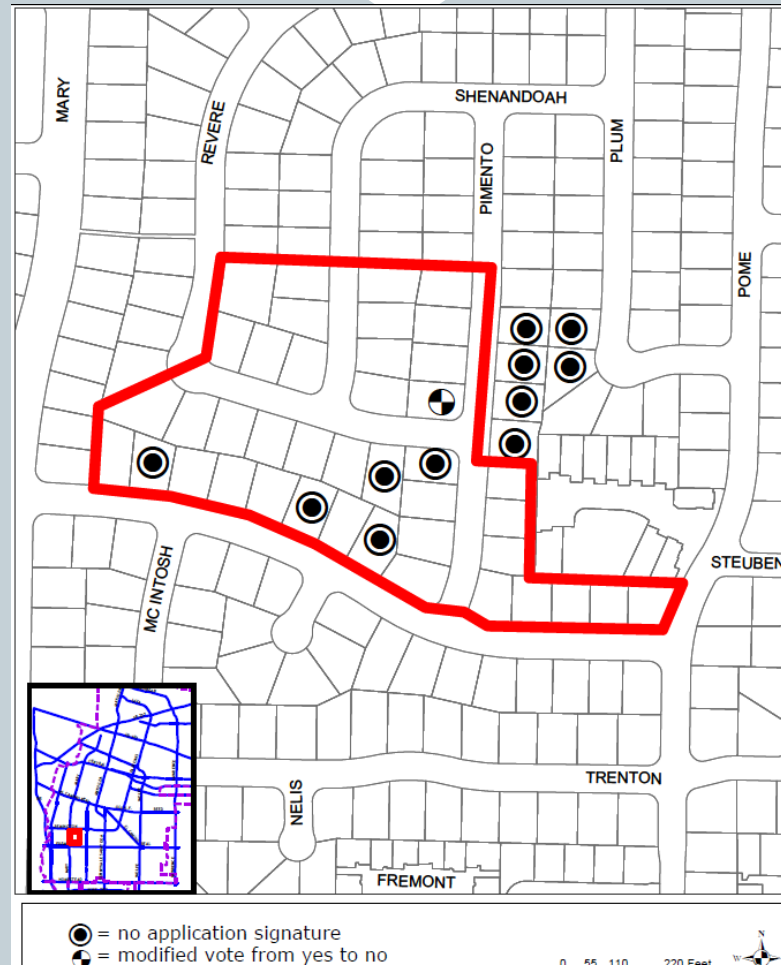 SHENANDOAH
MARY
REVERE
PIMENTO
PLUM
POME
STEUBEN
MC INTOSH
TRENTON
NELIS
FREMONT
= no application signature
= modified vote from yes to no
0 55 110 220 Feet
N
W